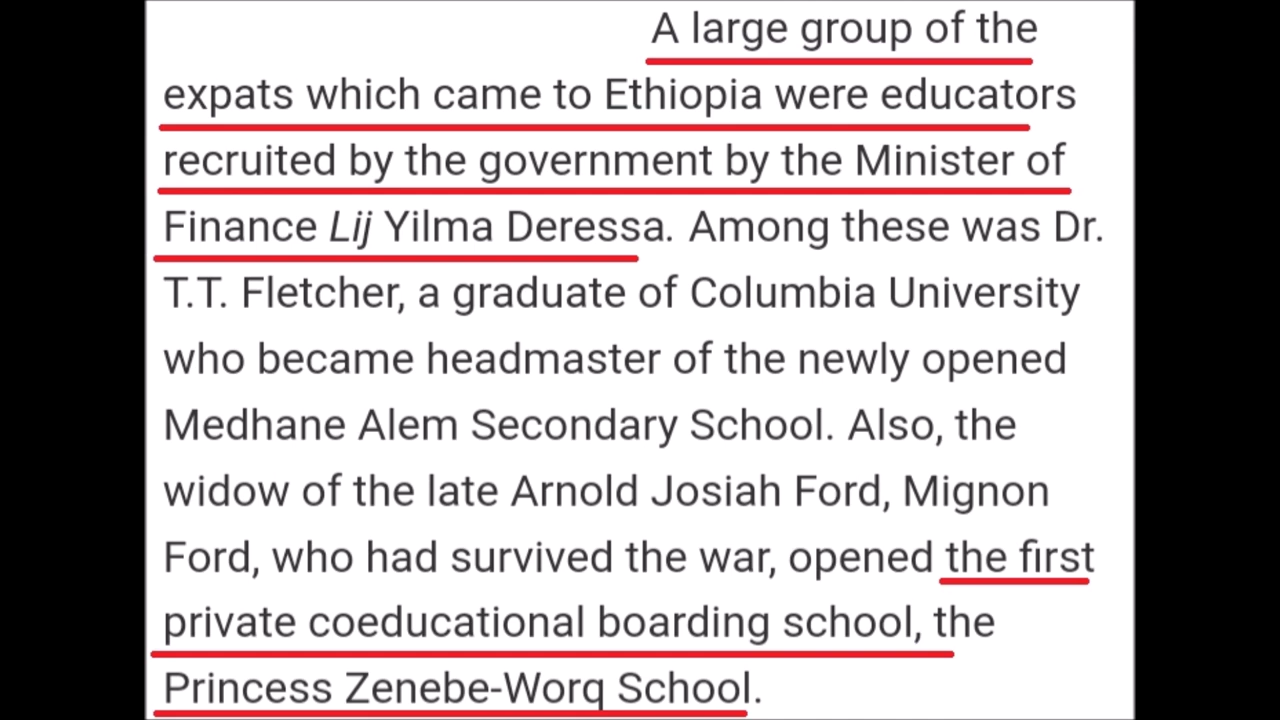 A large group of the
expats which came to Ethiopia were educators
recruited by the government by the Minister of
Finance Lij Yilma Deressa. Among these was Dr.
T.T. Fletcher, a graduate of Columbia University
who became headmaster of the newly opened
Medhane Alem Secondary School. Also, the
widow of the late Arnold Josiah Ford, Mignon
Ford, who had survived the war, opened the first
private coeducational boarding school, the
Princess Zenebe-Worq School.